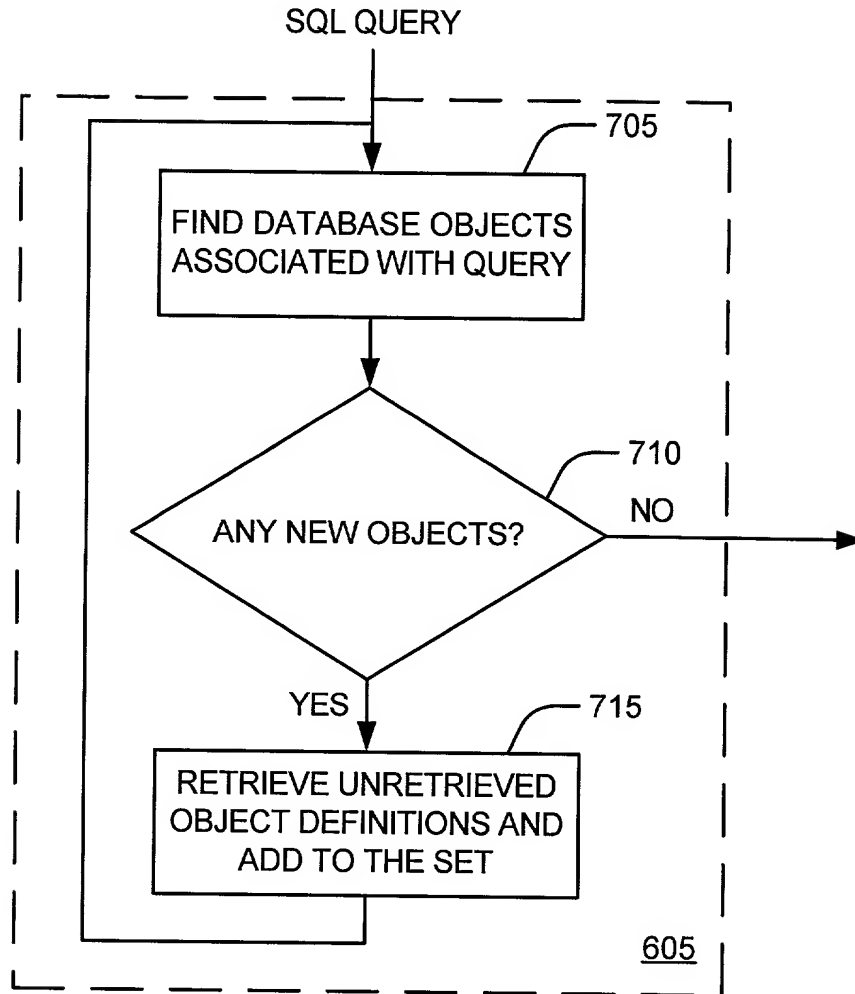 SQL QUERY
705
FIND DATABASE OBJECTS
ASSOCIATED WITH QUERY
710
ANY NEW OBJECTS?
NO
YES
715
RETRIEVE UNRETRIEVED
OBJECT DEFINITIONS AND
ADD TO THE SET
605